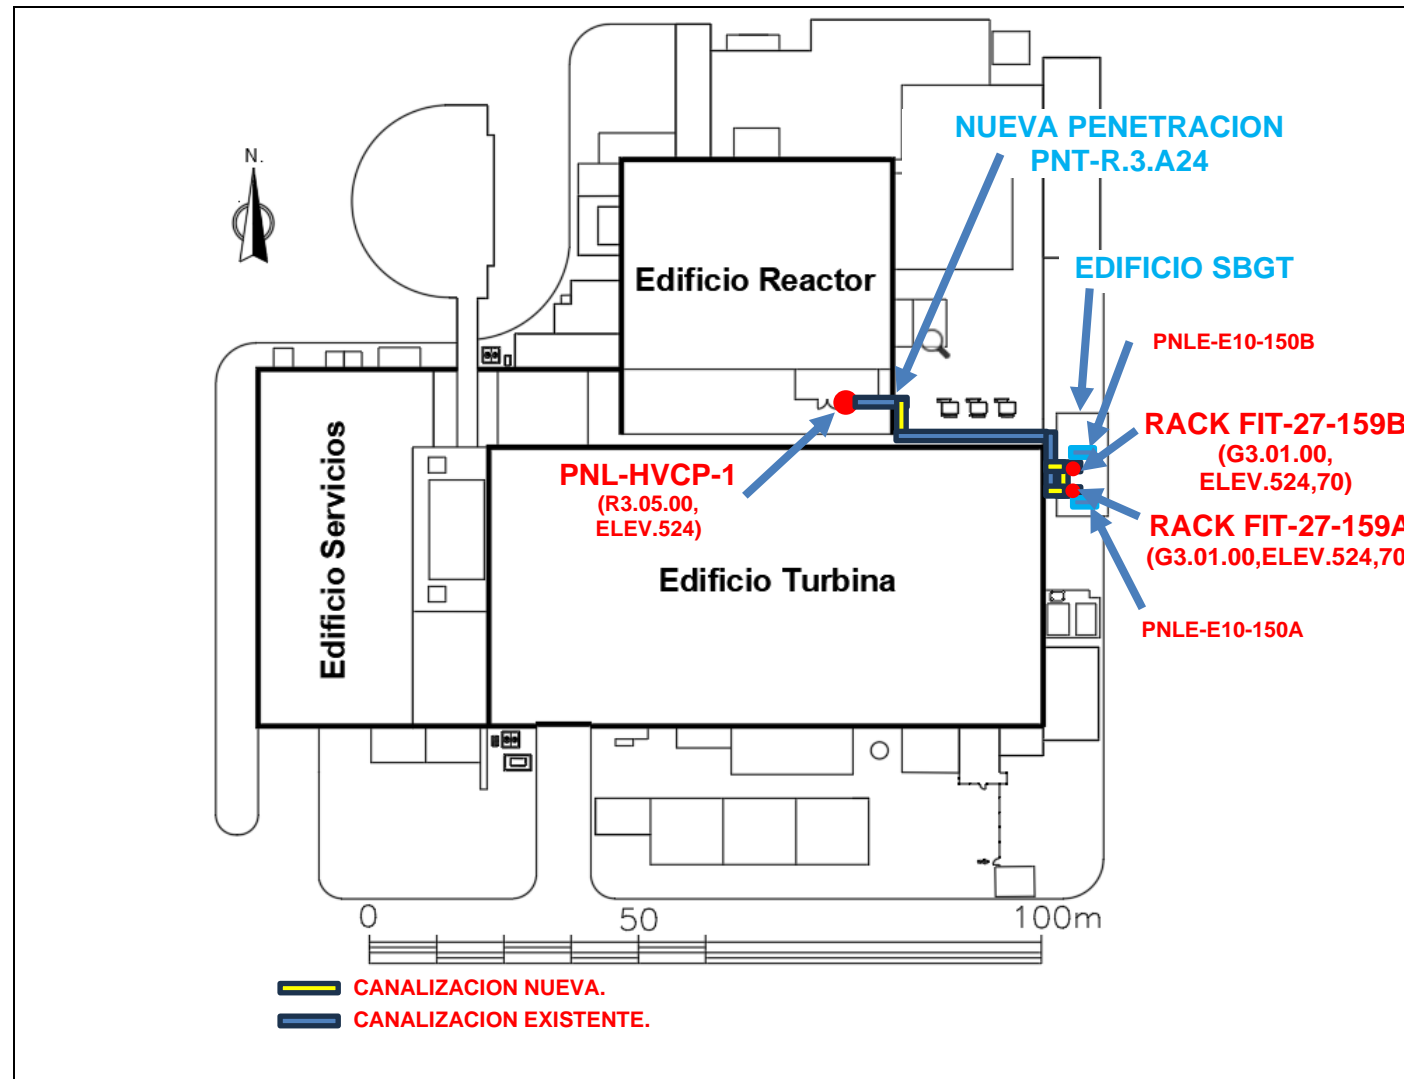 NUEVA PENETRACION
PNT-R.3.A24
N.
Edificio Reactor
EDIFICIO SBGT
PNLE-E10-150B
RACK FIT-27-159B
(G3.01.00,
ELEV.524,70)
PNL-HVCP-1
(R3.05.00,
ELEV.524)
RACK FIT-27-159A
(G3.01.00,ELEV.524,70
Edificio Servicios
Edificio Turbina
PNLE-E10-150A
0 50 100m
CANALIZACION NUEVA.
CANALIZACION EXISTENTE.